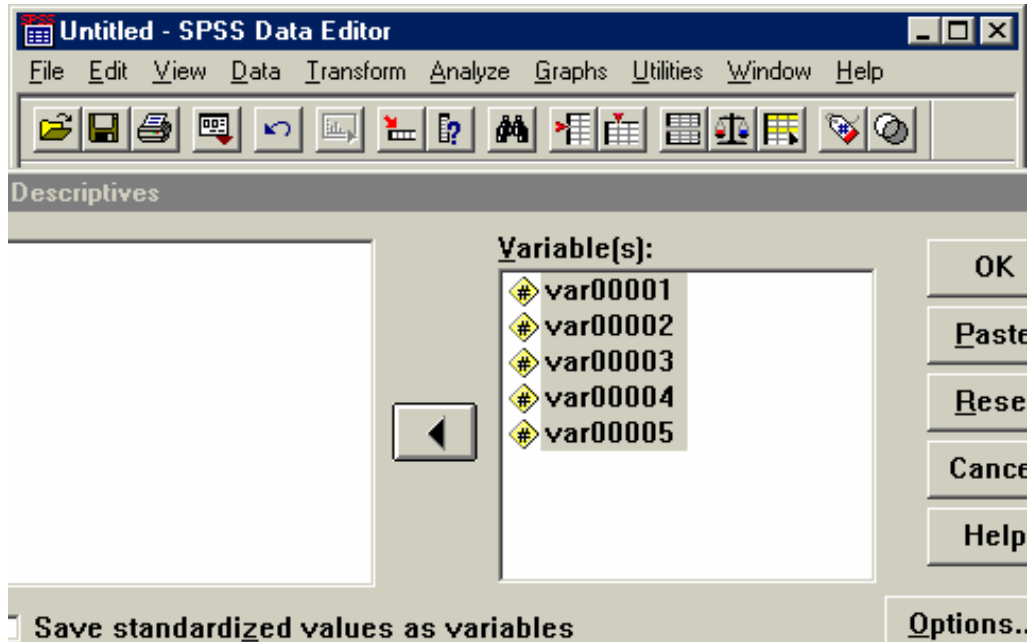 Untitled - SPSS Data Editor
File Edit View Data Transform Analyze Graphs Utilities Window Help
Descriptives
Variable(s):
var00001
var00002
var00003
var00004
var00005
OK
Paste
Rese
Cance
Help
Save standardized values as variables
Options..